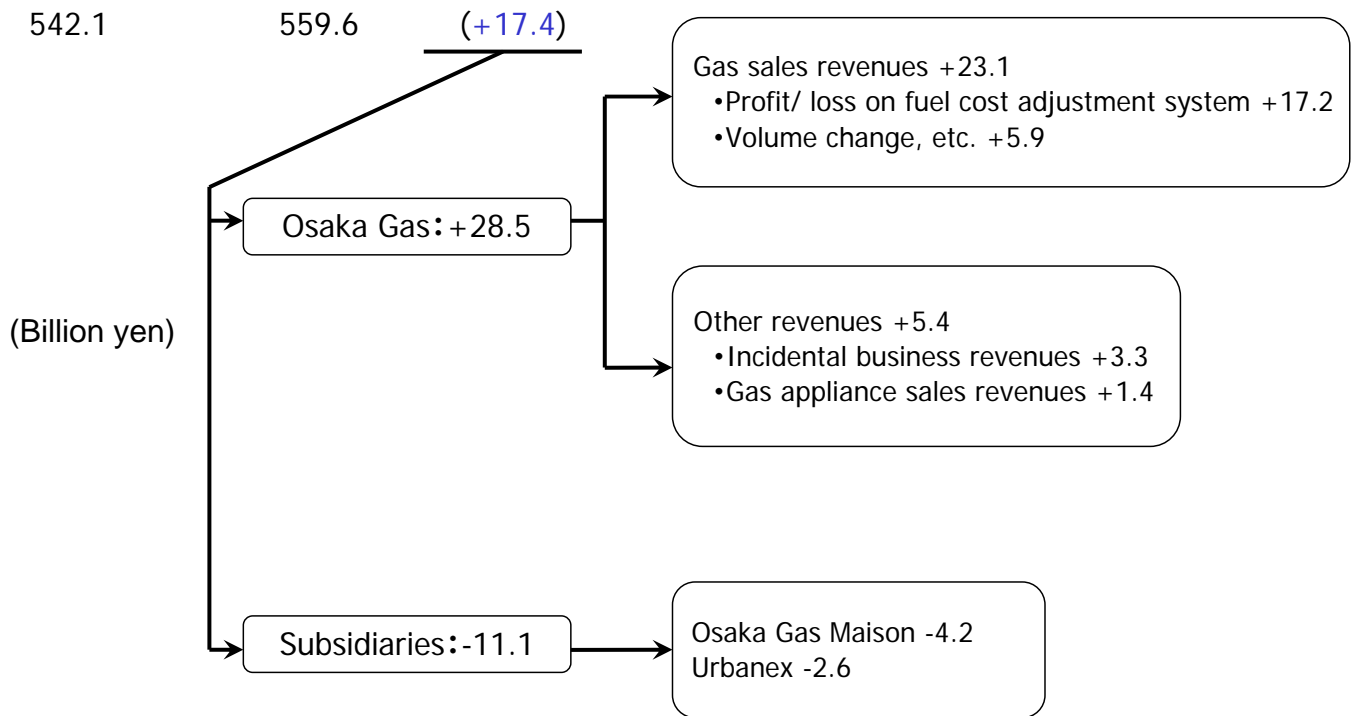 542.1 559.6 (+17.4)
Gas sales revenues +23.1
•Profit/ loss on fuel cost adjustment system +17.2
•Volume change, etc. +5.9
Osaka Gas:+28.5
Other revenues +5.4
•Incidental business revenues +3.3
•Gas appliance sales revenues +1.4
(Billion yen)
Subsidiaries:-11.1
Osaka Gas Maison -4.2
Urbanex -2.6